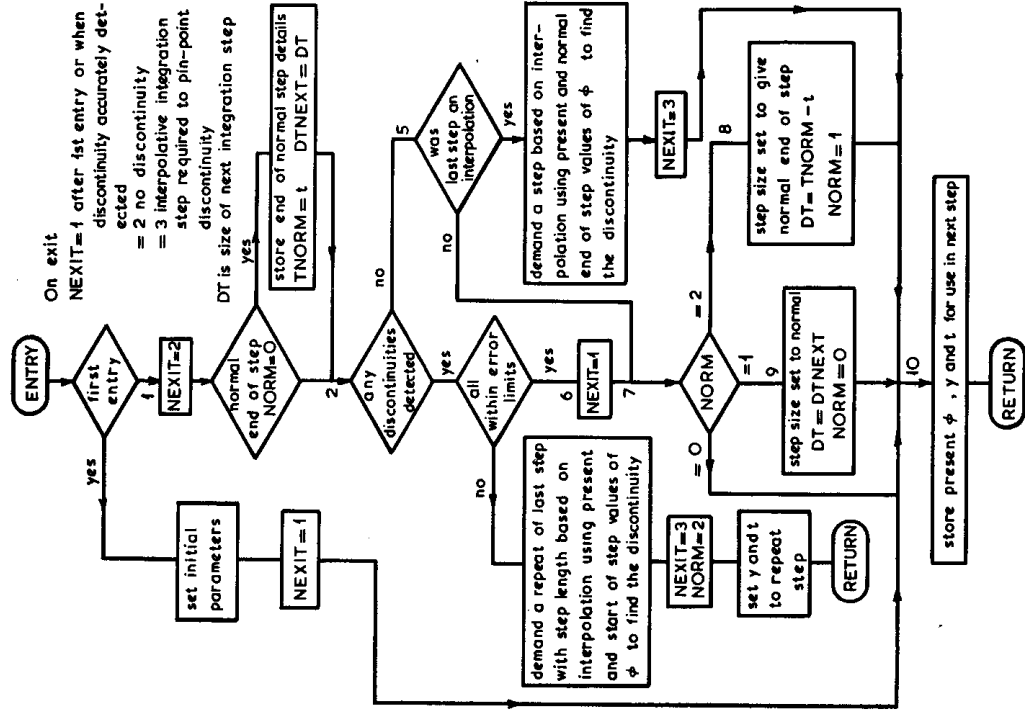 ENTRY
On exit
NEXIT=1 after 1st entry or when
discontinuity accurately det-
ected
=2 no discontinuity
=3 interpolative integration
step required to pin-point
discontinuity
DT is size of next integration step
first
entry
yes
1
NEXIT=2
set initial
parameters
NEXIT=1
normal
end of step
NORM=0
yes
store end of normal step details
TNORM=t DTNEXT=DT
2
any
discontinuities
detected
no
yes
5
was
last step an
interpolation
no
yes
all
within error
limits
no
yes
6
NEXIT=1
7
demand a repeat of last step
with step length based on
interpolation using present
and start of step values of
ϕ to find the discontinuity
NEXIT=3
NORM=2
set y and t
to repeat
step
RETURN
demand a step based on inter-
polation using present and normal
end of step values of ϕ to find
the discontinuity
NEXIT=3
NORM
=0
=1
=2
9
step size set to normal
DT=DTNEXT
NORM=0
8
step size set to give
normal end of step
DT=TNORM-t
NORM=1
10
store present ϕ, y and t for use in next step
RETURN